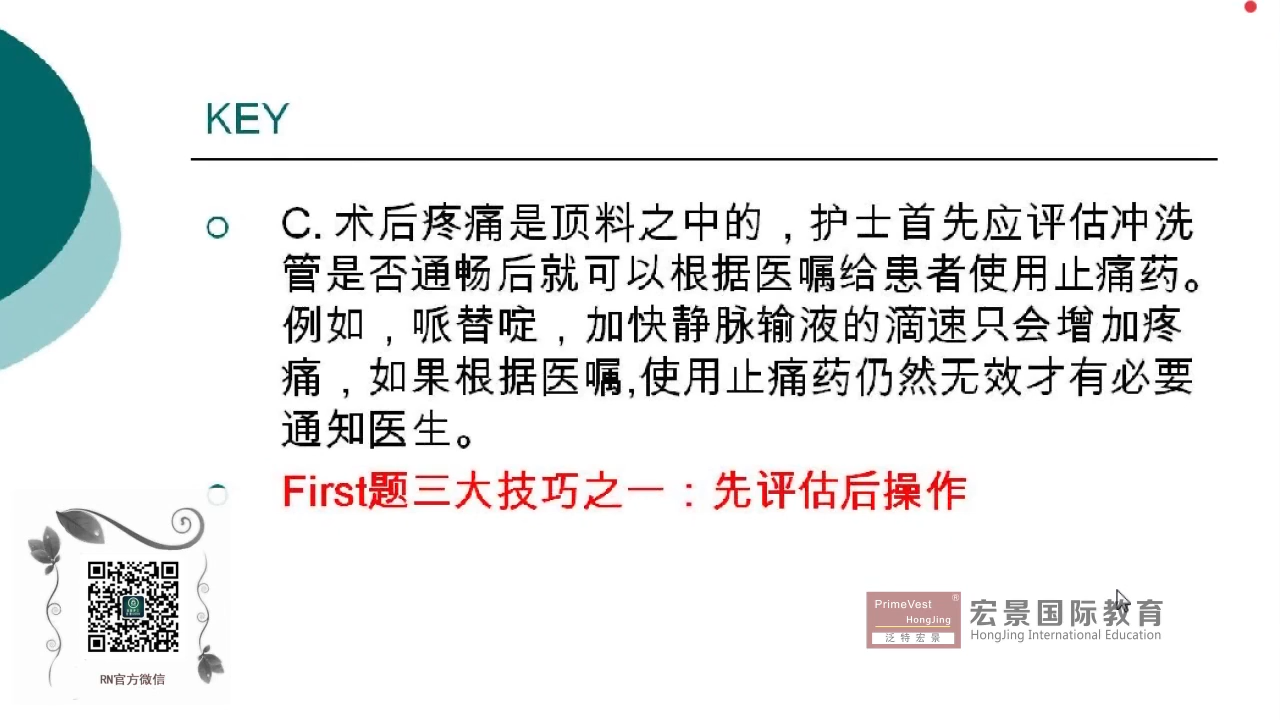 KEY
C. 术后疼痛是顶料之中的，护士首先应评估冲洗
管是否通畅后就可以根据医嘱给患者使用止痛药。
例如，哌替啶，加快静脉输液的滴速只会增加疼
痛，如果根据医嘱,使用止痛药仍然无效才有必要
通知医生。
First题三大技巧之一：先评估后操作
RN官方微信
PrimeVest ®
HongJing
泛特宏景
宏景国际教育
HongJing International Education